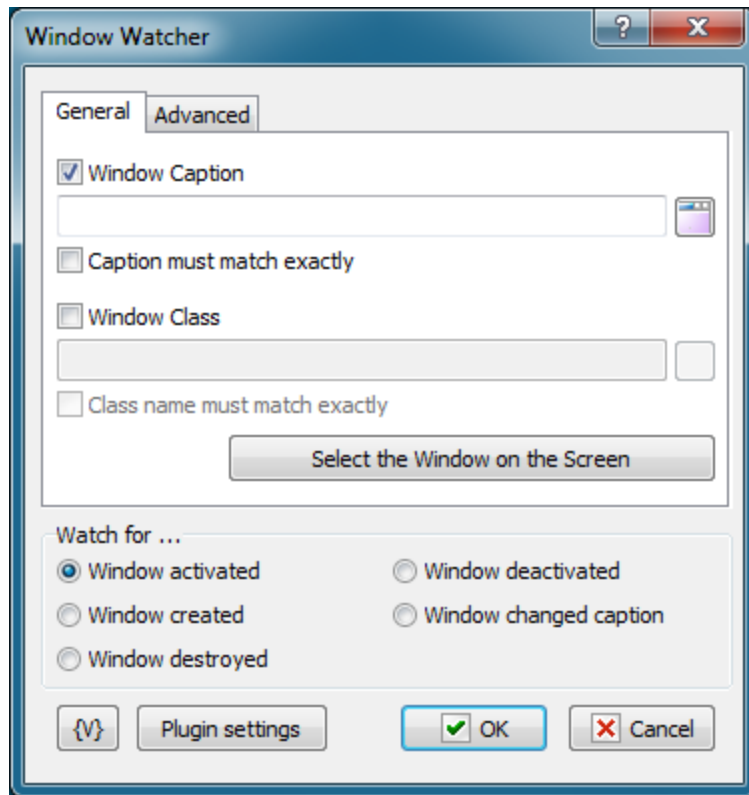 Window Watcher
General Advanced
Window Caption
Caption must match exactly
Window Class
Class name must match exactly
Select the Window on the Screen
Watch for ...
Window activated Window deactivated
Window created Window changed caption
Window destroyed
{V} Plugin settings OK Cancel